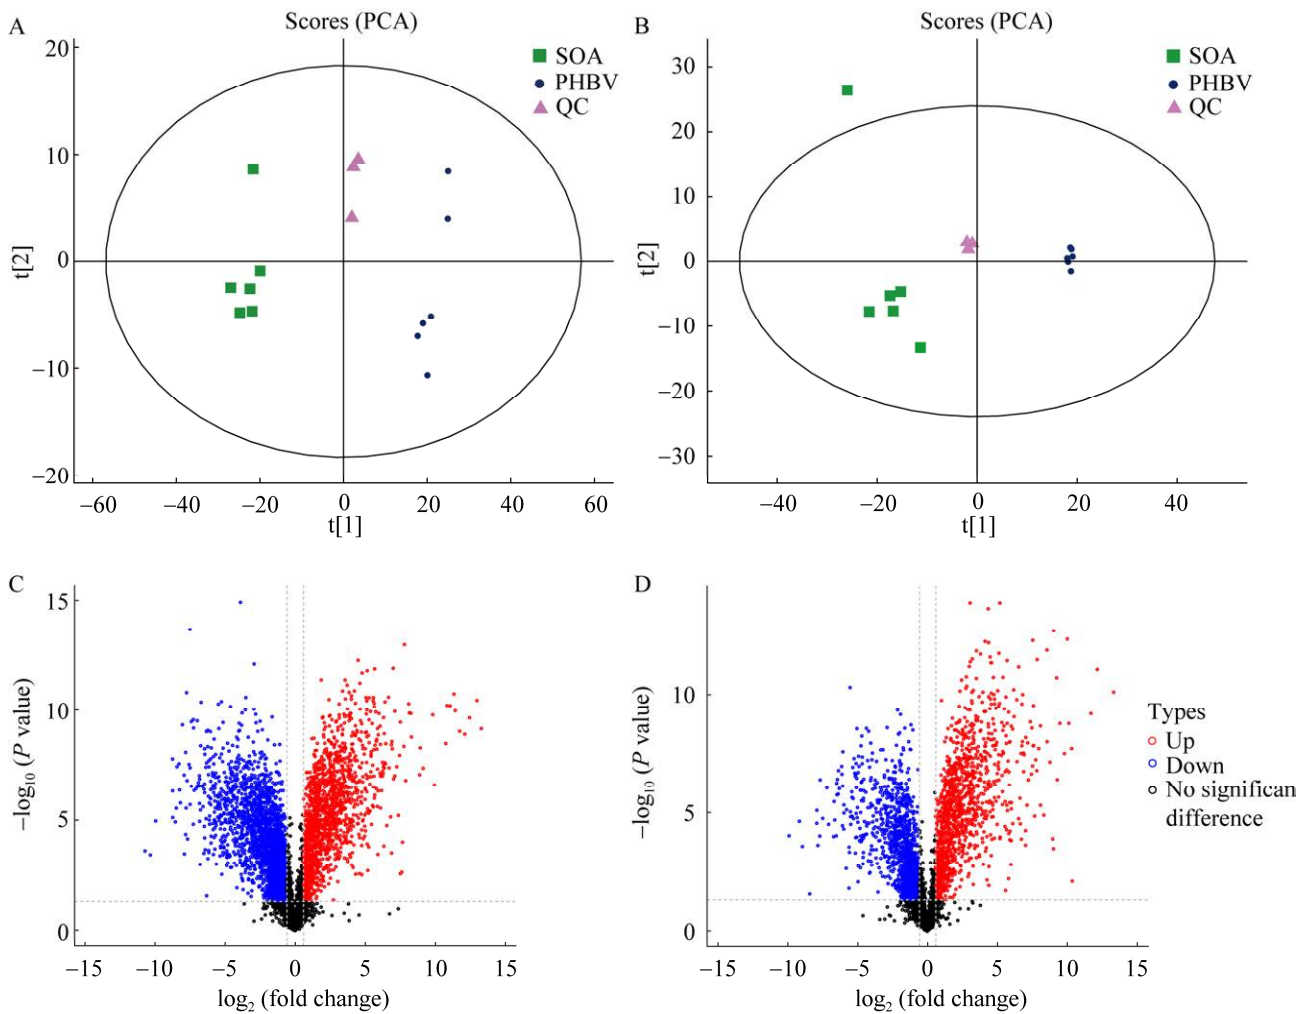 A
Scores (PCA)
SOA
PHBV
QC
20
10
0
−10
−20
t[2]
−60
−40
−20
0
20
40
60
t[1]
B
Scores (PCA)
SOA
PHBV
QC
30
20
10
0
−10
−20
−30
t[2]
−40
−20
0
20
40
t[1]
C
15
10
5
0
−log₁₀ (P value)
−15
−10
−5
0
5
10
15
log₂ (fold change)
D
10
5
0
−log₁₀ (P value)
−15
−10
−5
0
5
10
15
log₂ (fold change)
Types
Up
Down
No significan
difference